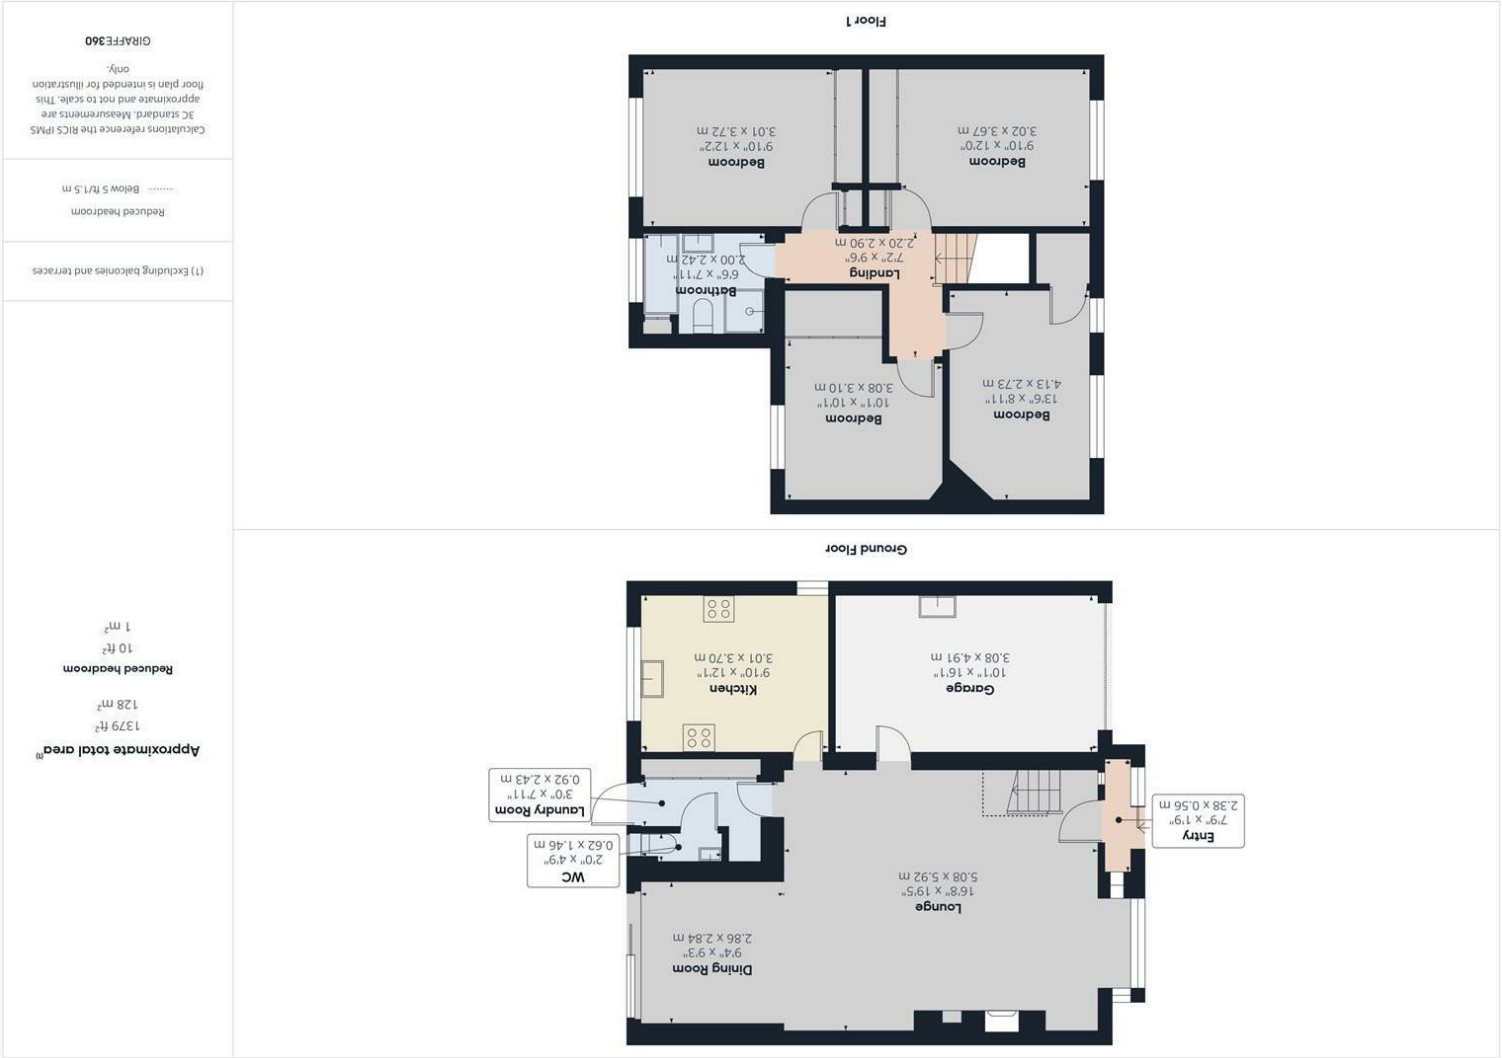 Ground Floor
Dining Room
9'4" x 9'3"
2.86 x 2.84 m
Lounge
16'8" x 19'5"
5.08 x 5.92 m
WC
2'0" x 4'9"
0.62 x 1.46 m
Entry
7'9" x 1'9"
2.38 x 0.56 m
Laundry Room
3'0" x 7'11"
0.92 x 2.43 m
Garage
10'1" x 16'1"
3.08 x 4.91 m
Kitchen
9'10" x 12'1"
3.01 x 3.70 m
Floor 1
Bedroom
13'6" x 8'11"
4.13 x 2.73 m
Bedroom
10'1" x 10'1"
3.08 x 3.10 m
Landing
7'2" x 9'6"
2.20 x 2.90 m
Bathroom
6'6" x 7'11"
2.00 x 2.42 m
Bedroom
9'10" x 12'0"
3.02 x 3.67 m
Bedroom
9'10" x 12'2"
3.01 x 3.72 m
Approximate total area(1)
1379 ft²
128 m²
Reduced headroom
10 ft²
1 m²
(1) Excluding balconies and terraces
Reduced headroom
........ Below 5 ft/1.5 m
Calculations reference the RICS IPMS
3C standard. Measurements are
approximate and not to scale. This
floor plan is intended for illustration
only.
GIRAFFE360